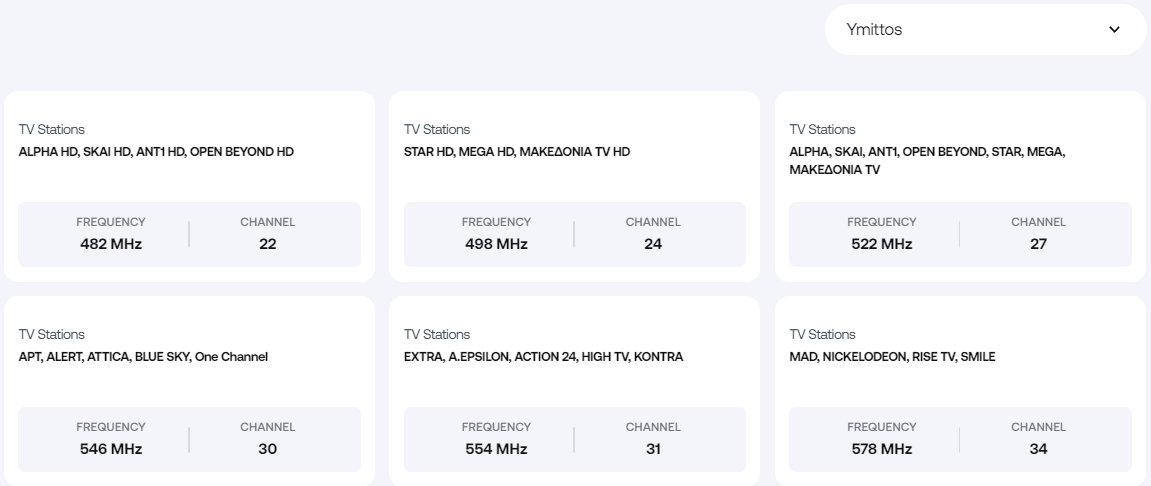 Ymittos
TV Stations
ALPHA HD, SKAI HD, ANT1 HD, OPEN BEYOND HD
FREQUENCY
482 MHz
CHANNEL
22
TV Stations
STAR HD, MEGA HD, ΜΑΚΕΔΟΝΙΑ TV HD
FREQUENCY
498 MHz
CHANNEL
24
TV Stations
ALPHA, SKAI, ANT1, OPEN BEYOND, STAR, MEGA,
ΜΑΚΕΔΟΝΙΑ TV
FREQUENCY
522 MHz
CHANNEL
27
TV Stations
APT, ALERT, ATTICA, BLUE SKY, One Channel
FREQUENCY
546 MHz
CHANNEL
30
TV Stations
EXTRA, A.EPSILON, ACTION 24, HIGH TV, KONTRA
FREQUENCY
554 MHz
CHANNEL
31
TV Stations
MAD, NICKELODEON, RISE TV, SMILE
FREQUENCY
578 MHz
CHANNEL
34